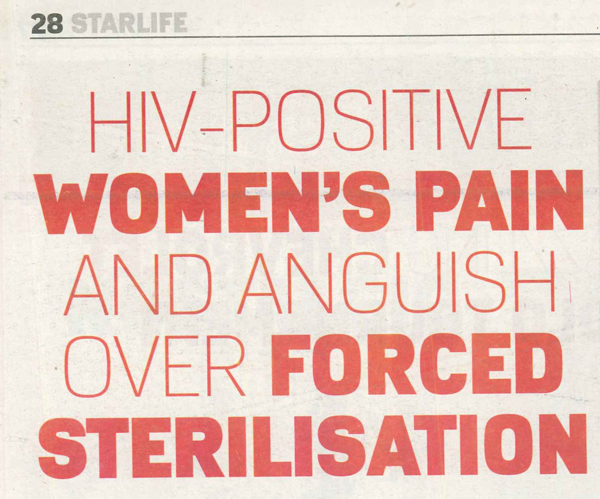 28 STARLIFE
HIV-POSITIVE
WOMEN'S PAIN
AND ANGUISH
OVER FORCED
STERILISATION